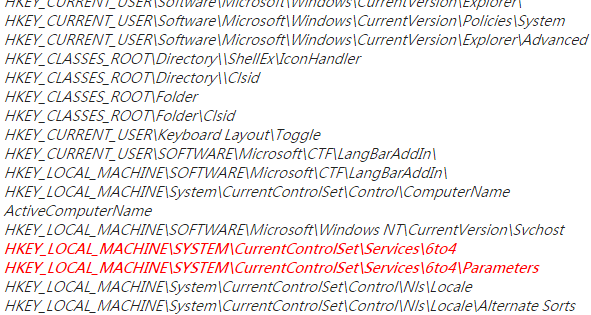 HKEY_CURRENT_USER\Software\Microsoft\Windows\CurrentVersion\Explorer\
HKEY_CURRENT_USER\Software\Microsoft\Windows\CurrentVersion\Policies\System
HKEY_CURRENT_USER\Software\Microsoft\Windows\CurrentVersion\Explorer\Advanced
HKEY_CLASSES_ROOT\Directory\\ShellEx\IconHandler
HKEY_CLASSES_ROOT\Directory\\Clsid
HKEY_CLASSES_ROOT\Folder
HKEY_CLASSES_ROOT\Folder\Clsid
HKEY_CURRENT_USER\Keyboard Layout\Toggle
HKEY_CURRENT_USER\SOFTWARE\Microsoft\CTF\LangBarAddIn\
HKEY_LOCAL_MACHINE\SOFTWARE\Microsoft\CTF\LangBarAddIn\
HKEY_LOCAL_MACHINE\System\CurrentControlSet\Control\ComputerName
ActiveComputerName
HKEY_LOCAL_MACHINE\SOFTWARE\Microsoft\Windows NT\CurrentVersion\Svchost
HKEY_LOCAL_MACHINE\SYSTEM\CurrentControlSet\Services\6to4
HKEY_LOCAL_MACHINE\SYSTEM\CurrentControlSet\Services\6to4\Parameters
HKEY_LOCAL_MACHINE\System\CurrentControlSet\Control\Nls\Locale
HKEY_LOCAL_MACHINE\System\CurrentControlSet\Control\Nls\Locale\Alternate Sorts